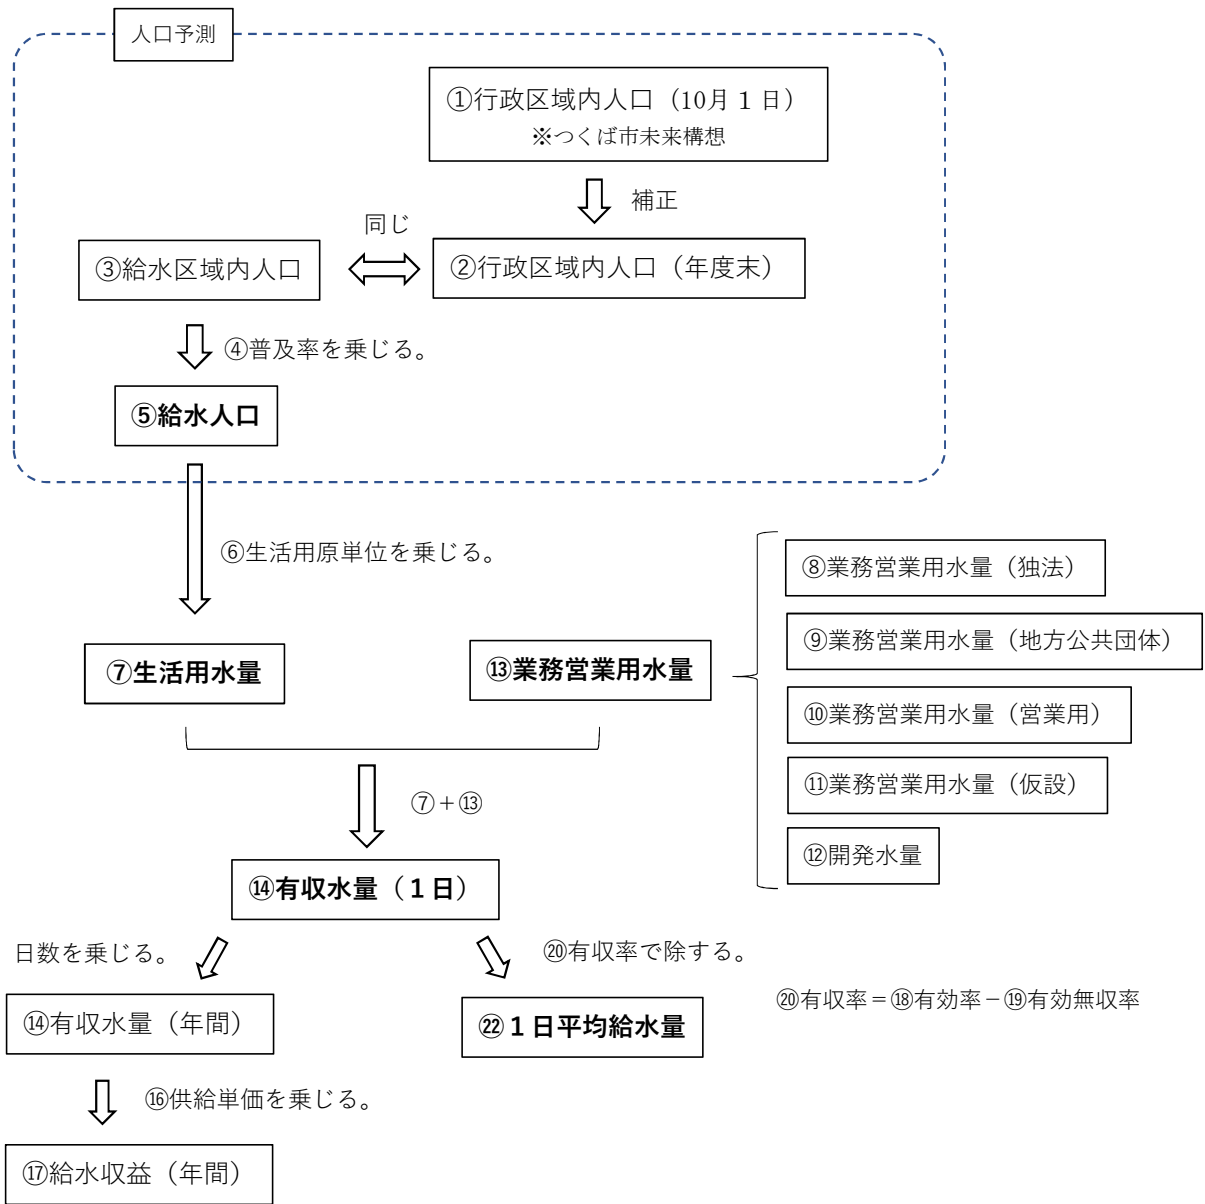 人口予測
①行政区域内人口（10月１日）
※つくば市未来構想
補正
同じ
③給水区域内人口
②行政区域内人口（年度末）
④普及率を乗じる。
⑤給水人口
⑥生活用原単位を乗じる。
⑧業務営業用水量（独法）
⑨業務営業用水量（地方公共団体）
⑦生活用水量
⑬業務営業用水量
⑩業務営業用水量（営業用）
⑪業務営業用水量（仮設）
⑦＋⑬
⑫開発水量
⑭有収水量（１日）
日数を乗じる。
⑳有収率で除する。
⑳有収率＝⑱有効率－⑲有効無収率
⑭有収水量（年間）
㉒１日平均給水量
⑯供給単価を乗じる。
⑰給水収益（年間）